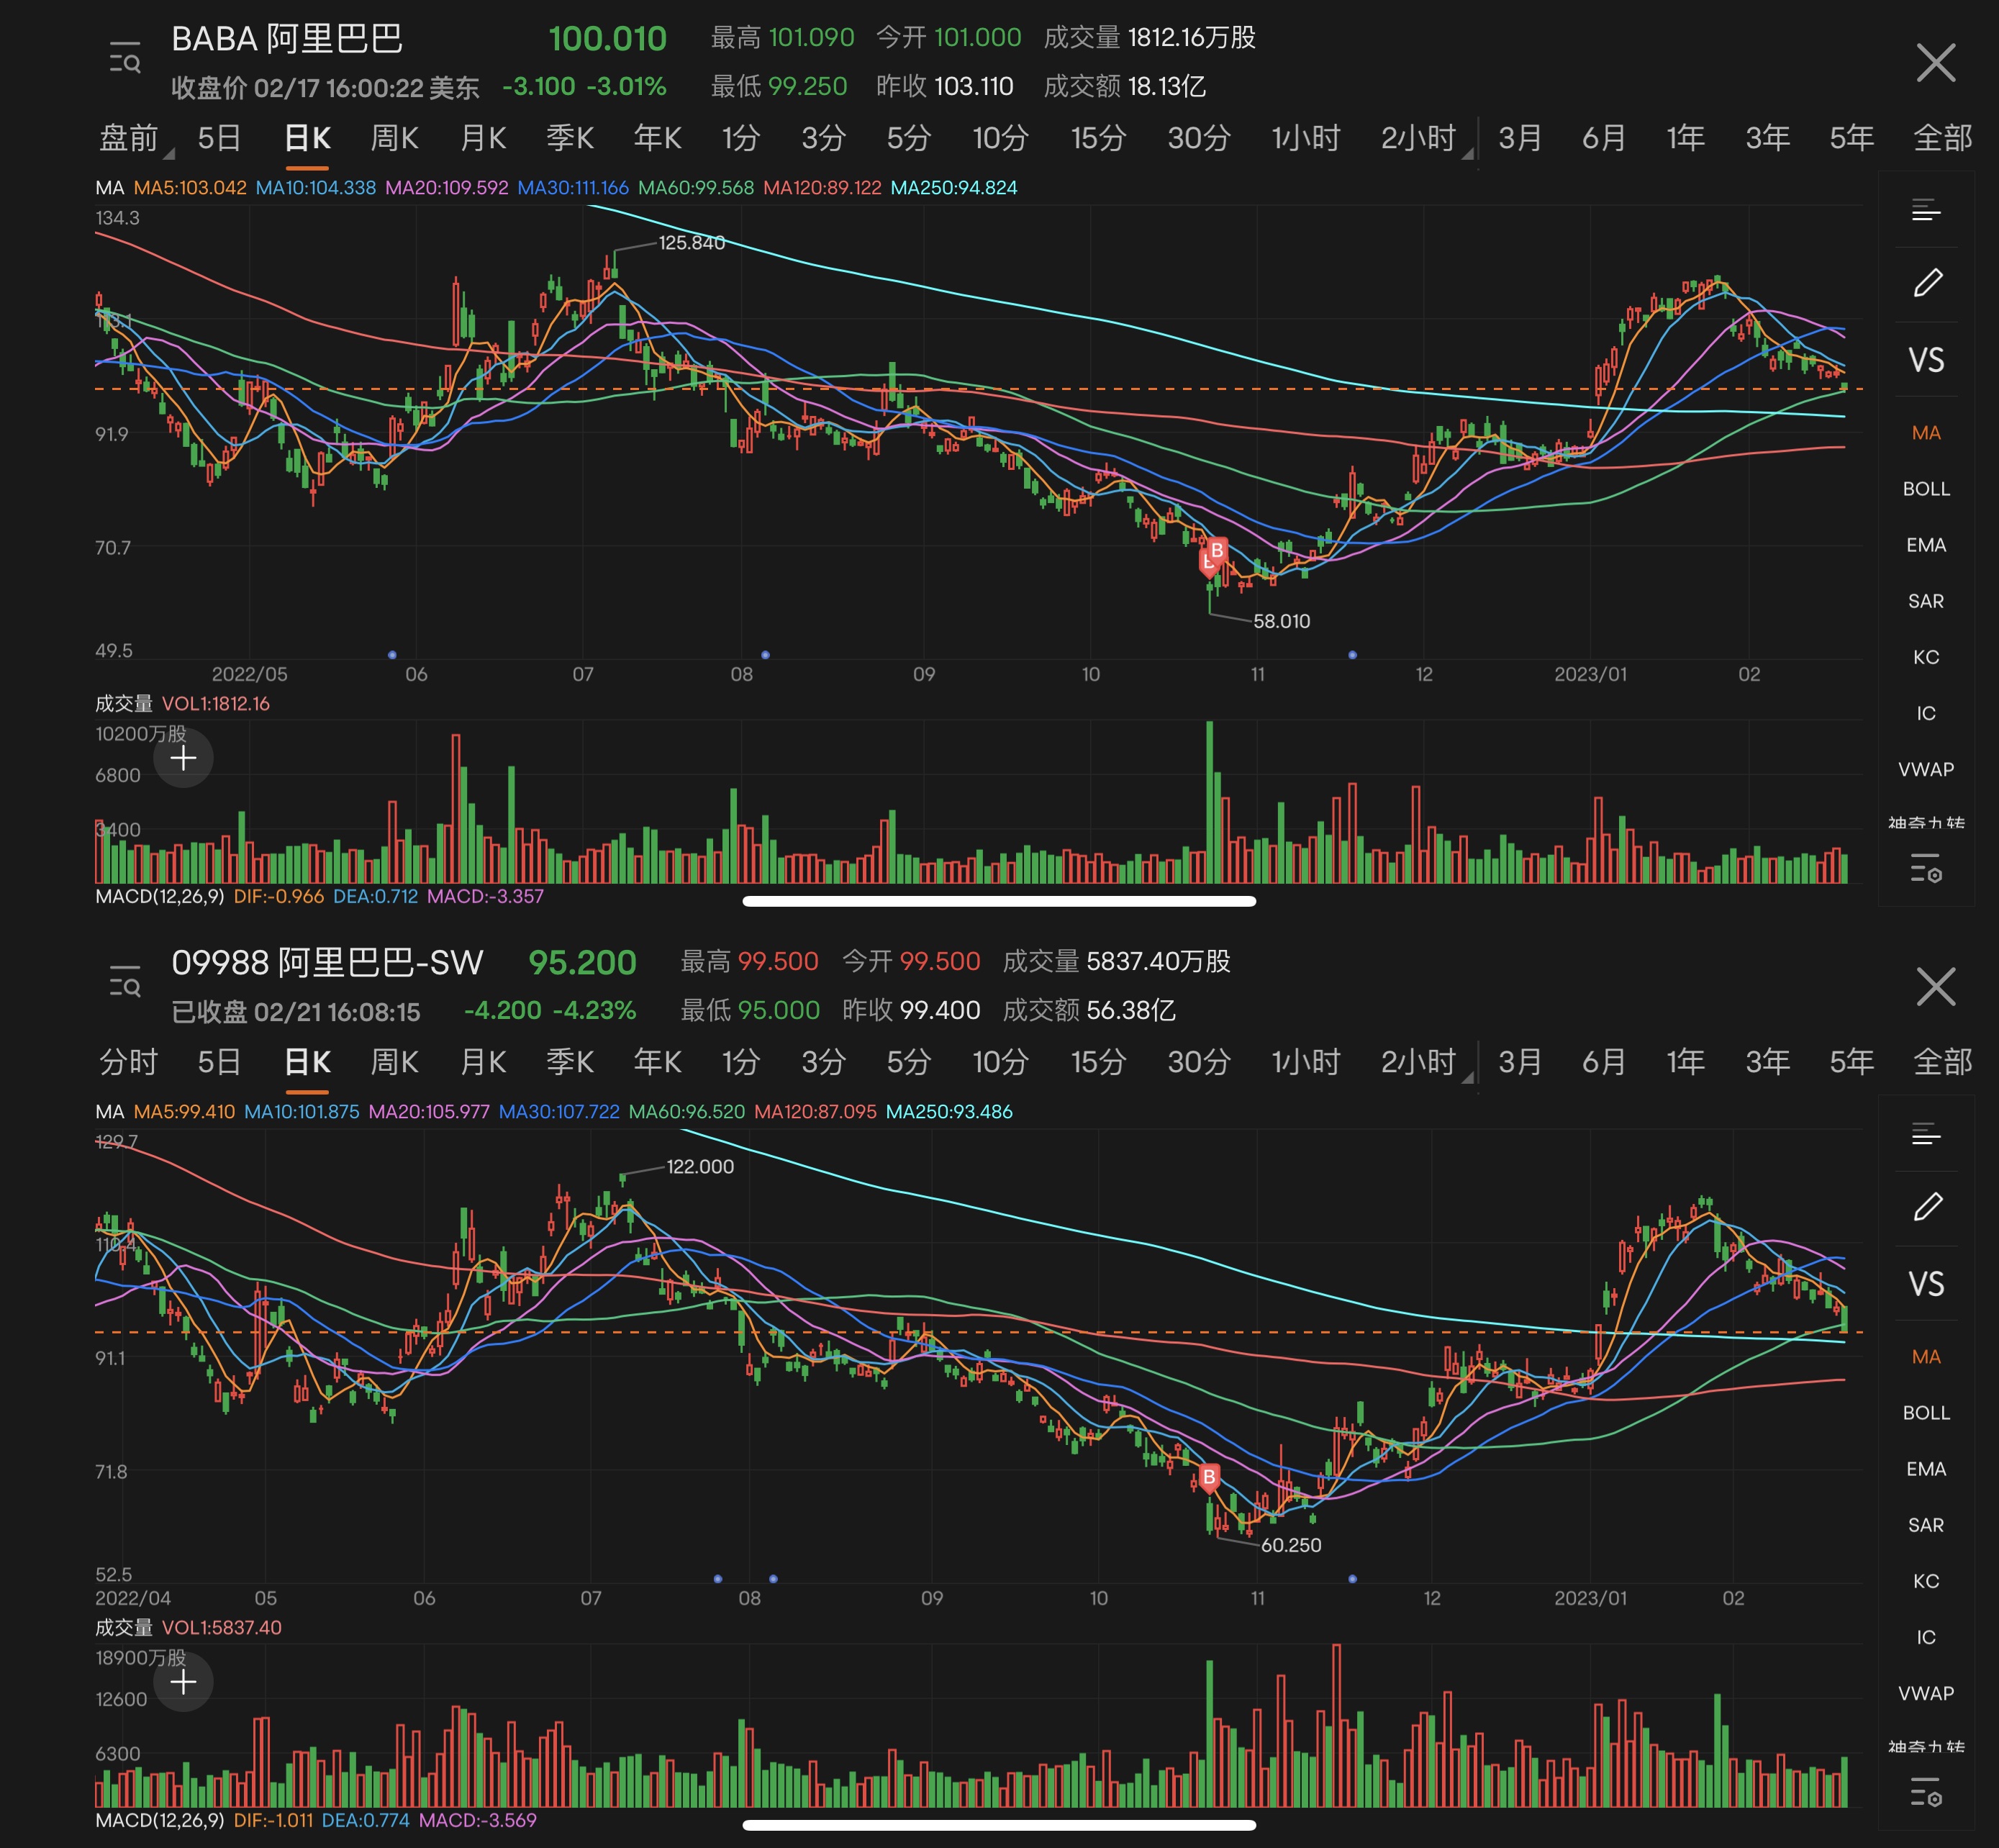 BABA 阿里巴巴 100.010 最高 101.090 今开 101.000 成交量 1812.16万股
收盘价 02/17 16:00:22 美东 -3.100 -3.01% 最低 99.250 昨收 103.110 成交额 18.13亿
盘前 5日 日K 周K 月K 季K 年K 1分 3分 5分 10分 15分 30分 1小时 2小时 3月 6月 1年 3年 5年 全部
MA MA5:103.042 MA10:104.338 MA20:109.592 MA30:111.166 MA60:99.568 MA120:89.122 MA250:94.824
134.3
125.840
VS
91.9
MA
BOLL
70.7
EMA
B
B
SAR
58.010
49.5
KC
2022/05 06 07 08 09 10 11 12 2023/01 02
成交量 VOL1:1812.16
IC
10200万股
6800
VWAP
3400
神奇九转
MACD(12,26,9) DIF:-0.966 DEA:0.712 MACD:-3.357
09988 阿里巴巴-SW 95.200 最高 99.500 今开 99.500 成交量 5837.40万股
已收盘 02/21 16:08:15 -4.200 -4.23% 最低 95.000 昨收 99.400 成交额 56.38亿
分时 5日 日K 周K 月K 季K 年K 1分 3分 5分 10分 15分 30分 1小时 2小时 3月 6月 1年 3年 5年 全部
MA MA5:99.410 MA10:101.875 MA20:105.977 MA30:107.722 MA60:96.520 MA120:87.095 MA250:93.486
129.7
122.000
110.4
VS
91.1
MA
BOLL
71.8
EMA
B
SAR
60.250
52.5
KC
2022/04 05 06 07 08 09 10 11 12 2023/01 02
成交量 VOL1:5837.40
IC
18900万股
12600
VWAP
6300
神奇九转
MACD(12,26,9) DIF:-1.011 DEA:0.774 MACD:-3.569